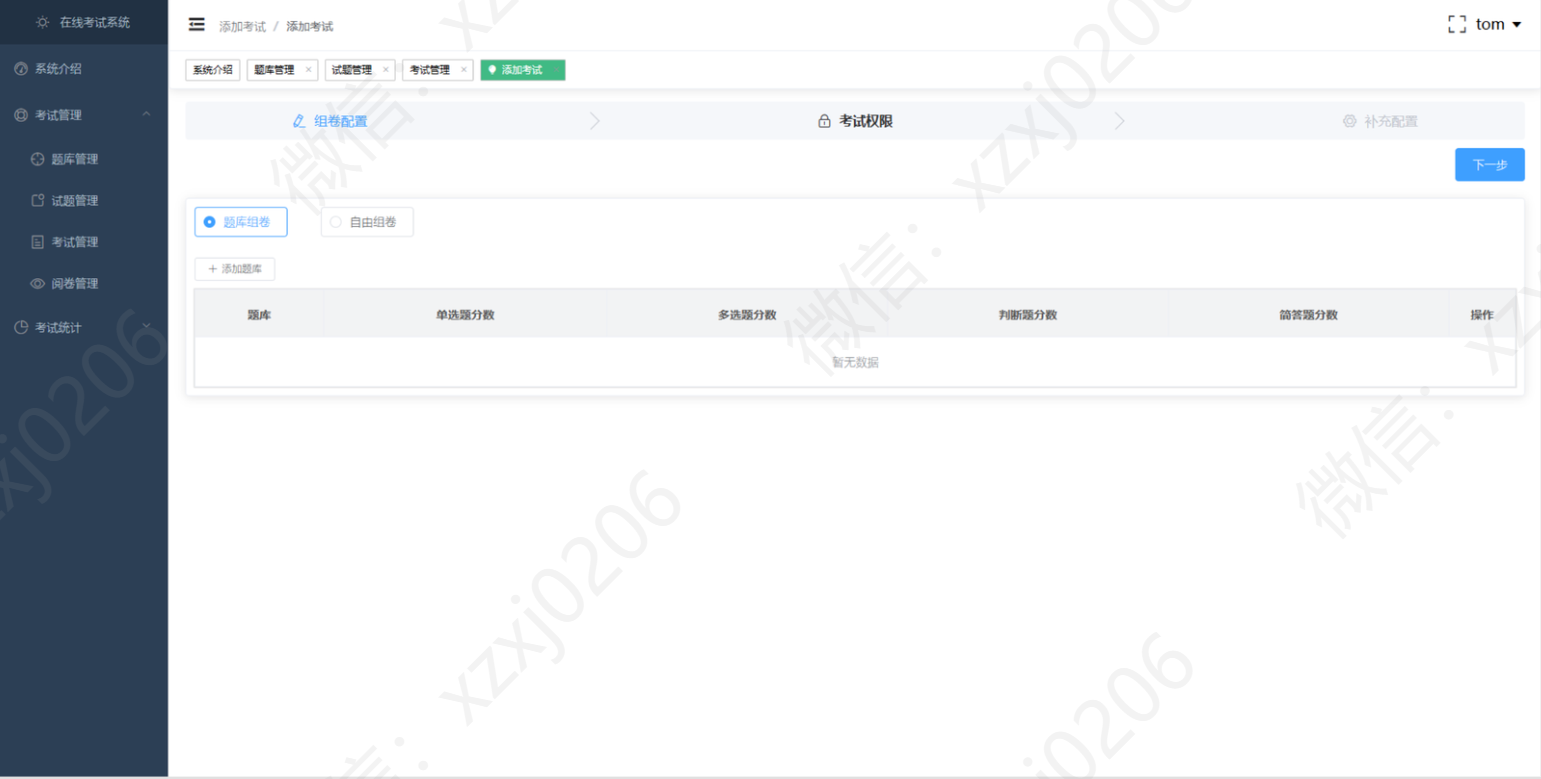 在线考试系统
添加考试 / 添加考试
tom
系统介绍
系统介绍 题库管理 × 试题管理 × 考试管理 × 添加考试
考试管理
组卷配置 考试权限 补充配置
题库管理
下一步
试题管理
题库组卷 自由组卷
考试管理
+ 添加题库
阅卷管理
题库 单选题分数 多选题分数 判断题分数 简答题分数 操作
考试统计
暂无数据
微信：xzxj0206
微信：xzxj0206
微信：xzxj0206
微信：xz
xj0206
信：
j0206